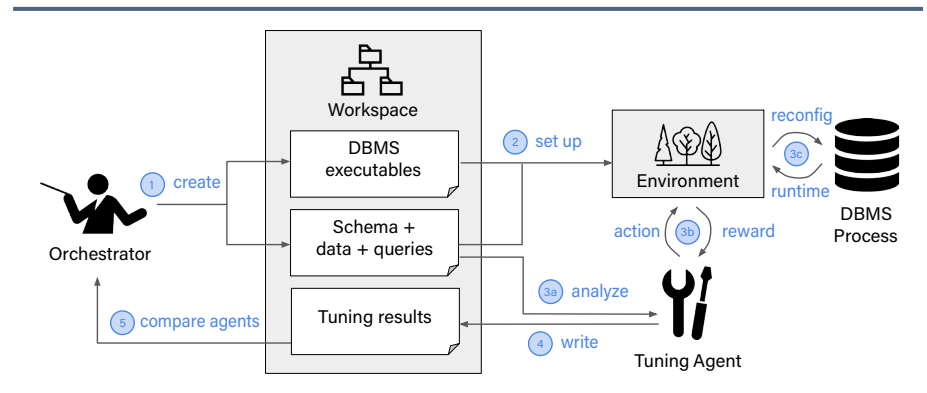 Workspace
DBMS
executables
Schema +
data + queries
Tuning results
Orchestrator
1 create
2 set up
Environment
reconfig
3c
runtime
DBMS
Process
action 3b reward
3a analyze
4 write
Tuning Agent
5 compare agents